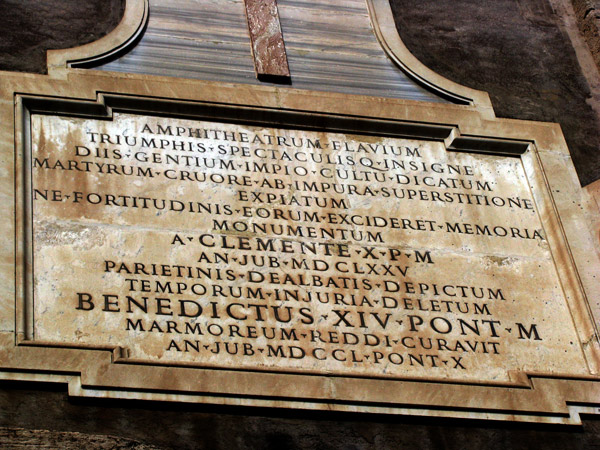 AMPHITHEATRUM·FLAVIUM
TRIUMPHIS·SPECTACULISQ·INSIGNE
DIIS·GENTIUM·IMPIO·CULTU·DICATUM
MARTYRUM·CRUORE·AB·IMPURA·SUPERSTITIONE
EXPIATUM
NE·FORTITUDINIS·EORUM·EXCIDERET·MEMORIA
MONUMENTUM
A·CLEMENTE·X·P·M
AN·JUB·MDCLXXV
PARIETINIS·DEALBATIS·DEPICTUM
TEMPORUM·INJURIA·DELETUM
BENEDICTUS·XIV·PONT·M
MARMOREUM·REDDI·CURAVIT
AN·JUB·MDCCL·PONT·X